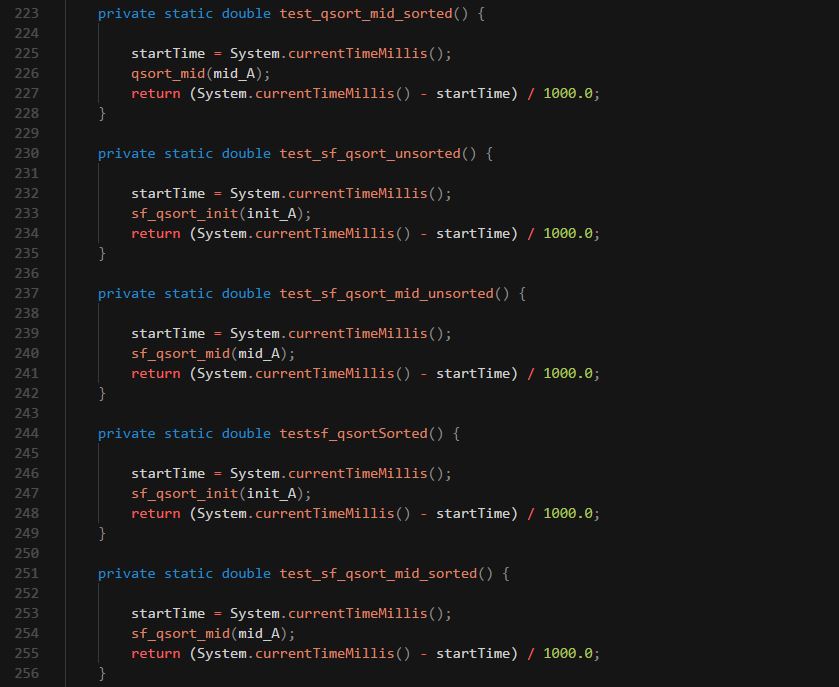 223 private static double test_qsort_mid_sorted() {
224
225 startTime = System.currentTimeMillis();
226 qsort_mid(mid_A);
227 return (System.currentTimeMillis() - startTime) / 1000.0;
228 }
229
230 private static double test_sf_qsort_unsorted() {
231
232 startTime = System.currentTimeMillis();
233 sf_qsort_init(init_A);
234 return (System.currentTimeMillis() - startTime) / 1000.0;
235 }
236
237 private static double test_sf_qsort_mid_unsorted() {
238
239 startTime = System.currentTimeMillis();
240 sf_qsort_mid(mid_A);
241 return (System.currentTimeMillis() - startTime) / 1000.0;
242 }
243
244 private static double testsf_qsortSorted() {
245
246 startTime = System.currentTimeMillis();
247 sf_qsort_init(init_A);
248 return (System.currentTimeMillis() - startTime) / 1000.0;
249 }
250
251 private static double test_sf_qsort_mid_sorted() {
252
253 startTime = System.currentTimeMillis();
254 sf_qsort_mid(mid_A);
255 return (System.currentTimeMillis() - startTime) / 1000.0;
256 }